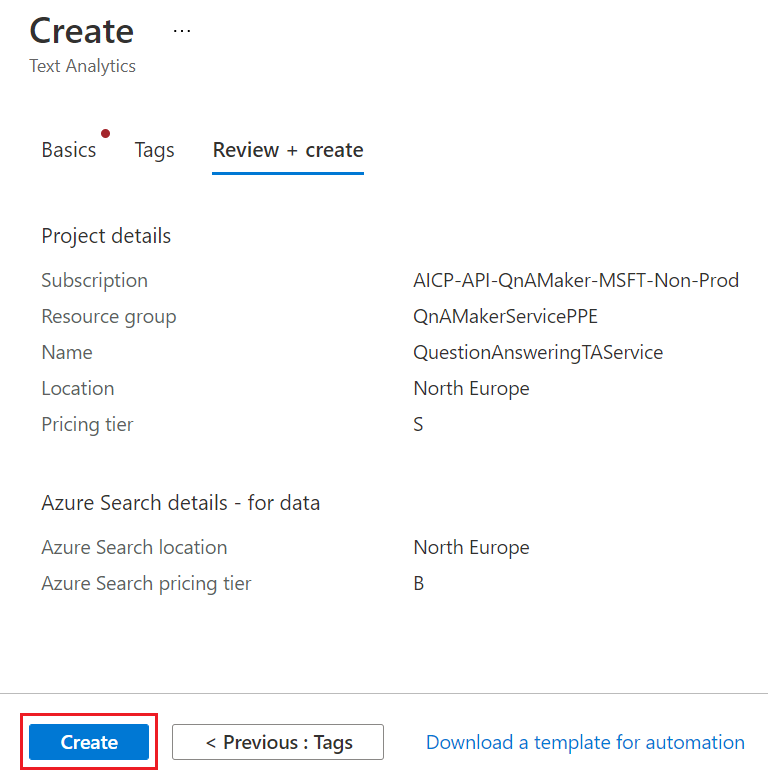 Create ...
Text Analytics
Basics Tags Review + create
Project details
Subscription AICP-API-QnAMaker-MSFT-Non-Prod
Resource group QnAMakerServicePPE
Name QuestionAnsweringTAService
Location North Europe
Pricing tier S
Azure Search details - for data
Azure Search location North Europe
Azure Search pricing tier B
Create < Previous : Tags Download a template for automation